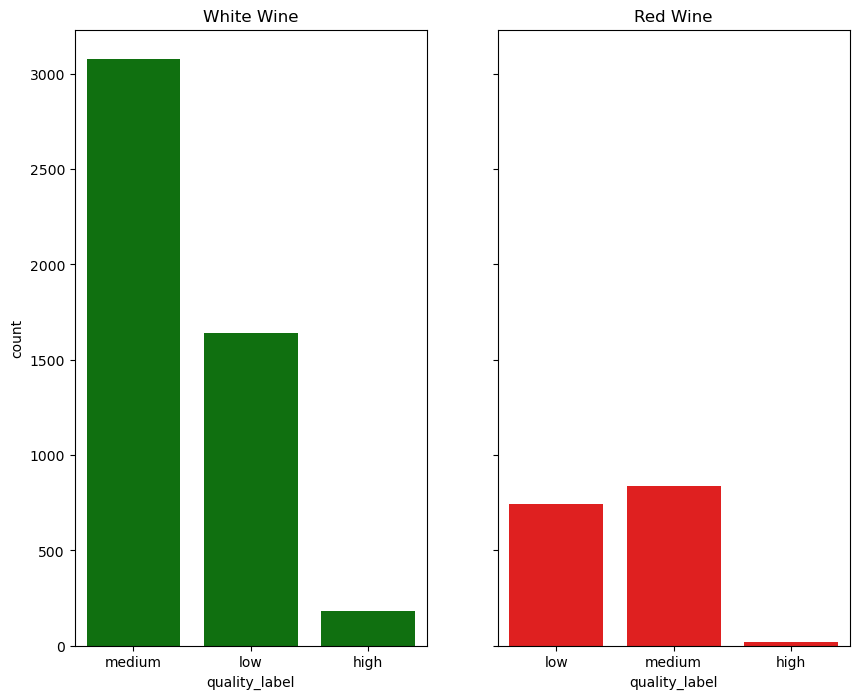 White Wine
Red Wine
3000
2500
2000
1500
1000
500
0
count
medium low high
quality_label
low medium high
quality_label